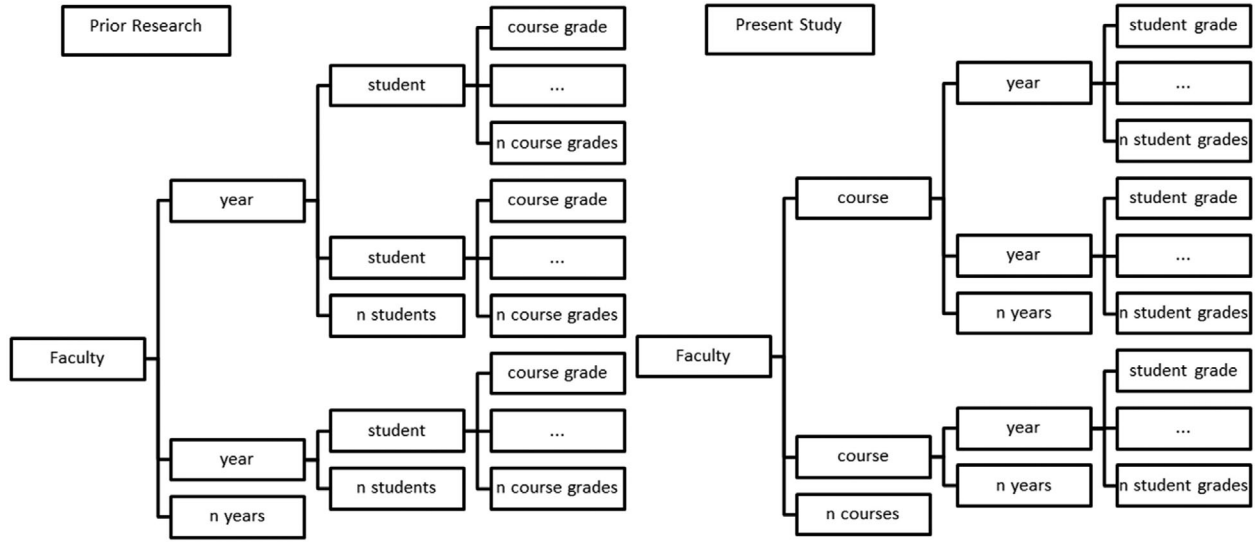 Prior Research
course grade
student
...
n course grades
year
course grade
student
...
n students
n course grades
Faculty
course grade
student
...
year
n students
n course grades
n years
Present Study
student grade
year
...
n student grades
course
student grade
year
...
n years
n student grades
Faculty
student grade
year
...
course
n years
n student grades
n courses